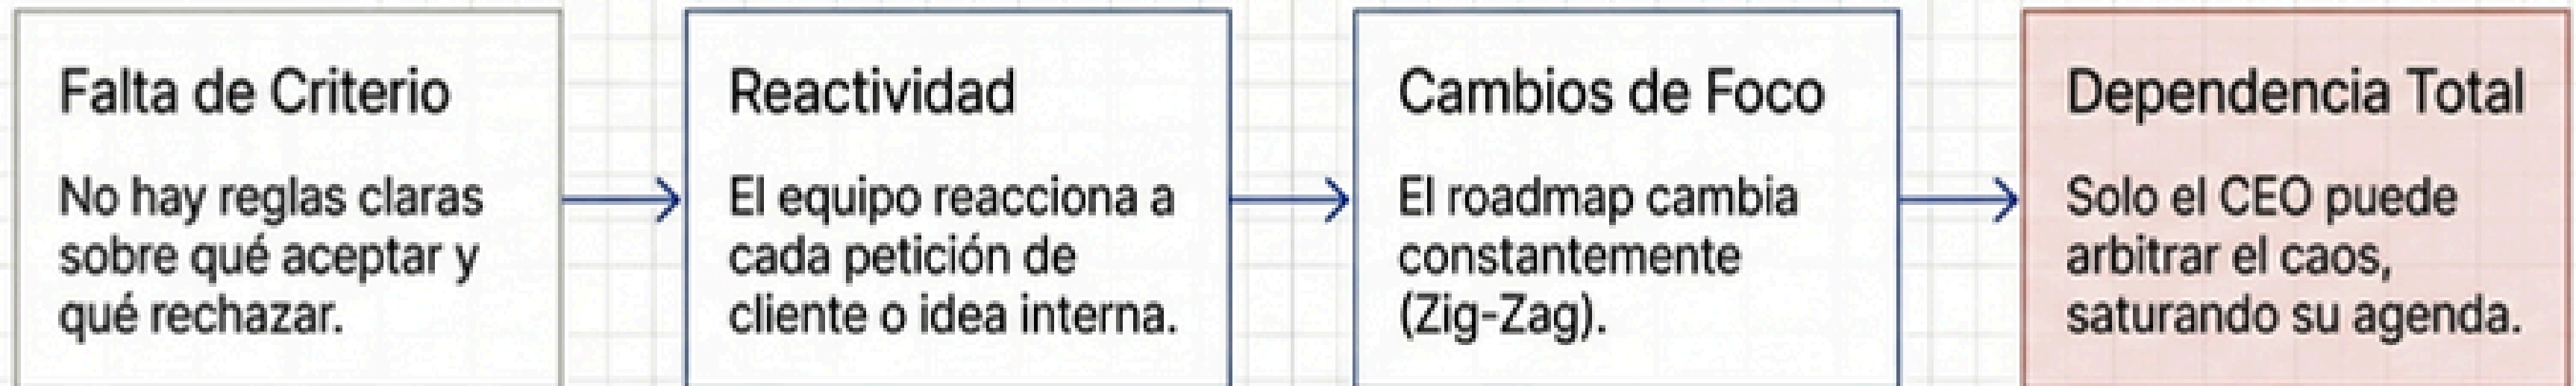 Falta de Criterio
No hay reglas claras
sobre qué aceptar y
qué rechazar.
Reactividad
El equipo reacciona a
cada petición de
cliente o idea interna.
Cambios de Foco
El roadmap cambia
constantemente
(Zig-Zag).
Dependencia Total
Solo el CEO puede
arbitrar el caos,
saturando su agenda.